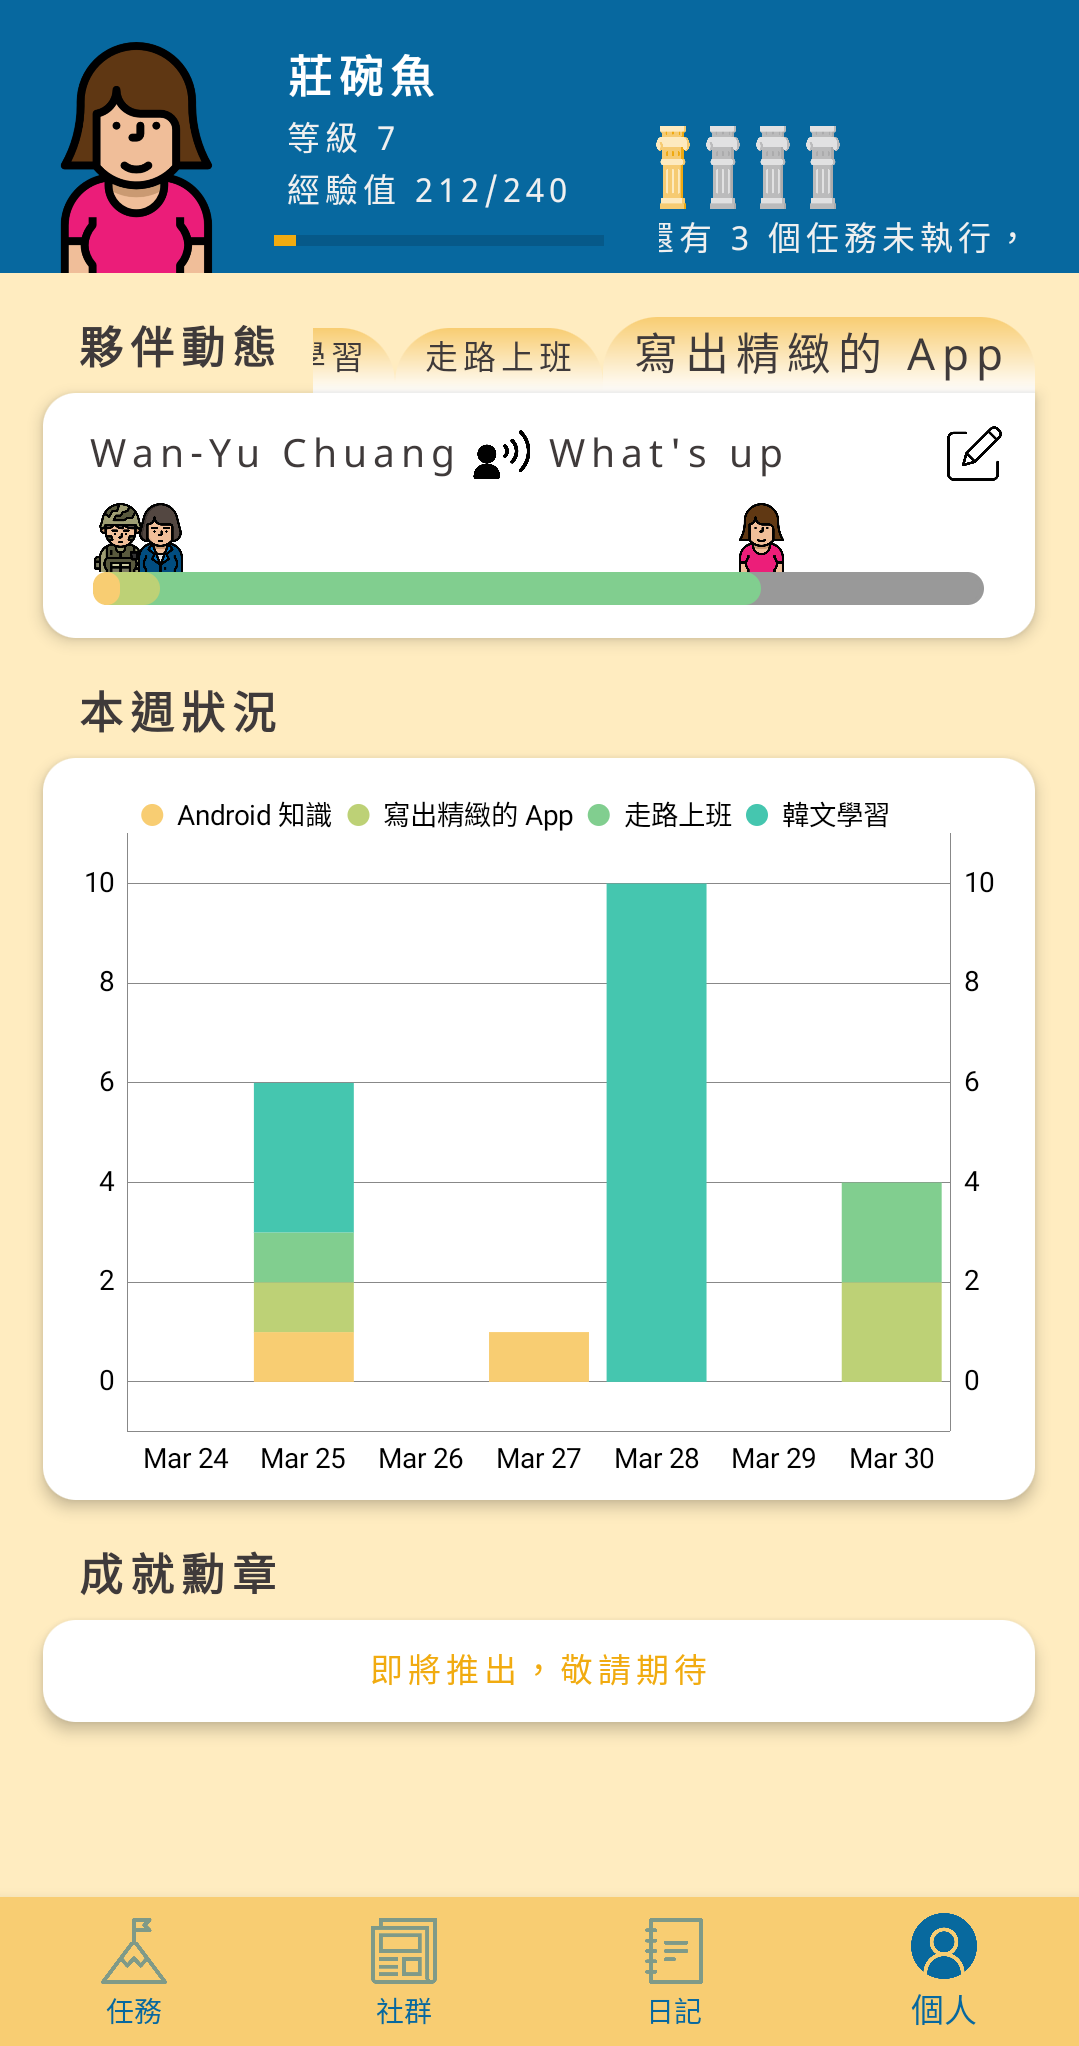 莊碗魚
等級 7
經驗值 212/240
還有 3 個任務未執行，
夥伴動態
學習 走路上班 寫出精緻的 App
Wan-Yu Chuang What's up
本週狀況
Android 知識 寫出精緻的 App 走路上班 韓文學習
10 10
8 8
6 6
4 4
2 2
0 0
Mar 24 Mar 25 Mar 26 Mar 27 Mar 28 Mar 29 Mar 30
成就勳章
即將推出，敬請期待
任務 社群 日記 個人